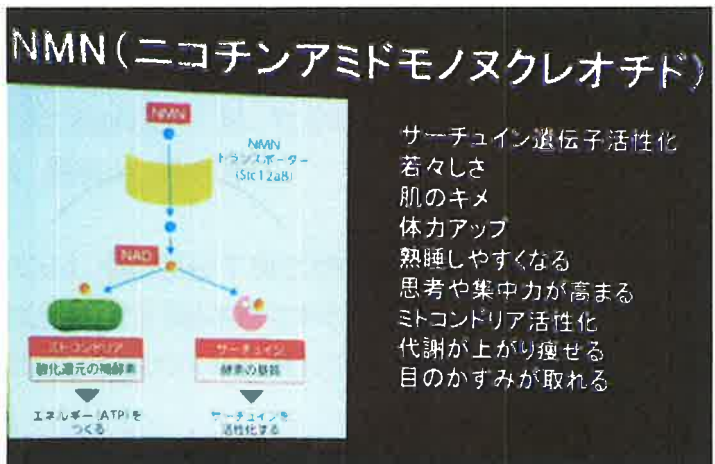 NMN(ニコチンアミドモノヌクレオチド)
NMN
NMN
トランスポーター
(Slc12a8)
NAD
ミトコンドリア
酸化還元の補酵素
エネルギー(ATP)を
つくる
サーチュイン
酵素の基質
サーチュインを
活性化する
サーチュイン遺伝子活性化
若々しさ
肌のキメ
体力アップ
熟睡しやすくなる
思考や集中力が高まる
ミトコンドリア活性化
代謝が上がり痩せる
目のかすみが取れる